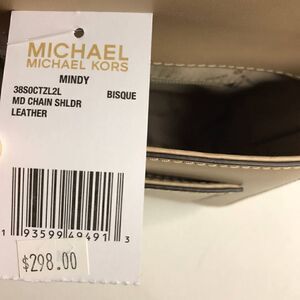 MICHAEL
MICHAEL KORS
MINDY
38S0CTZL2L BISQUE
MD CHAIN SHLDR
LEATHER
1 93599 49491 3
$298.00